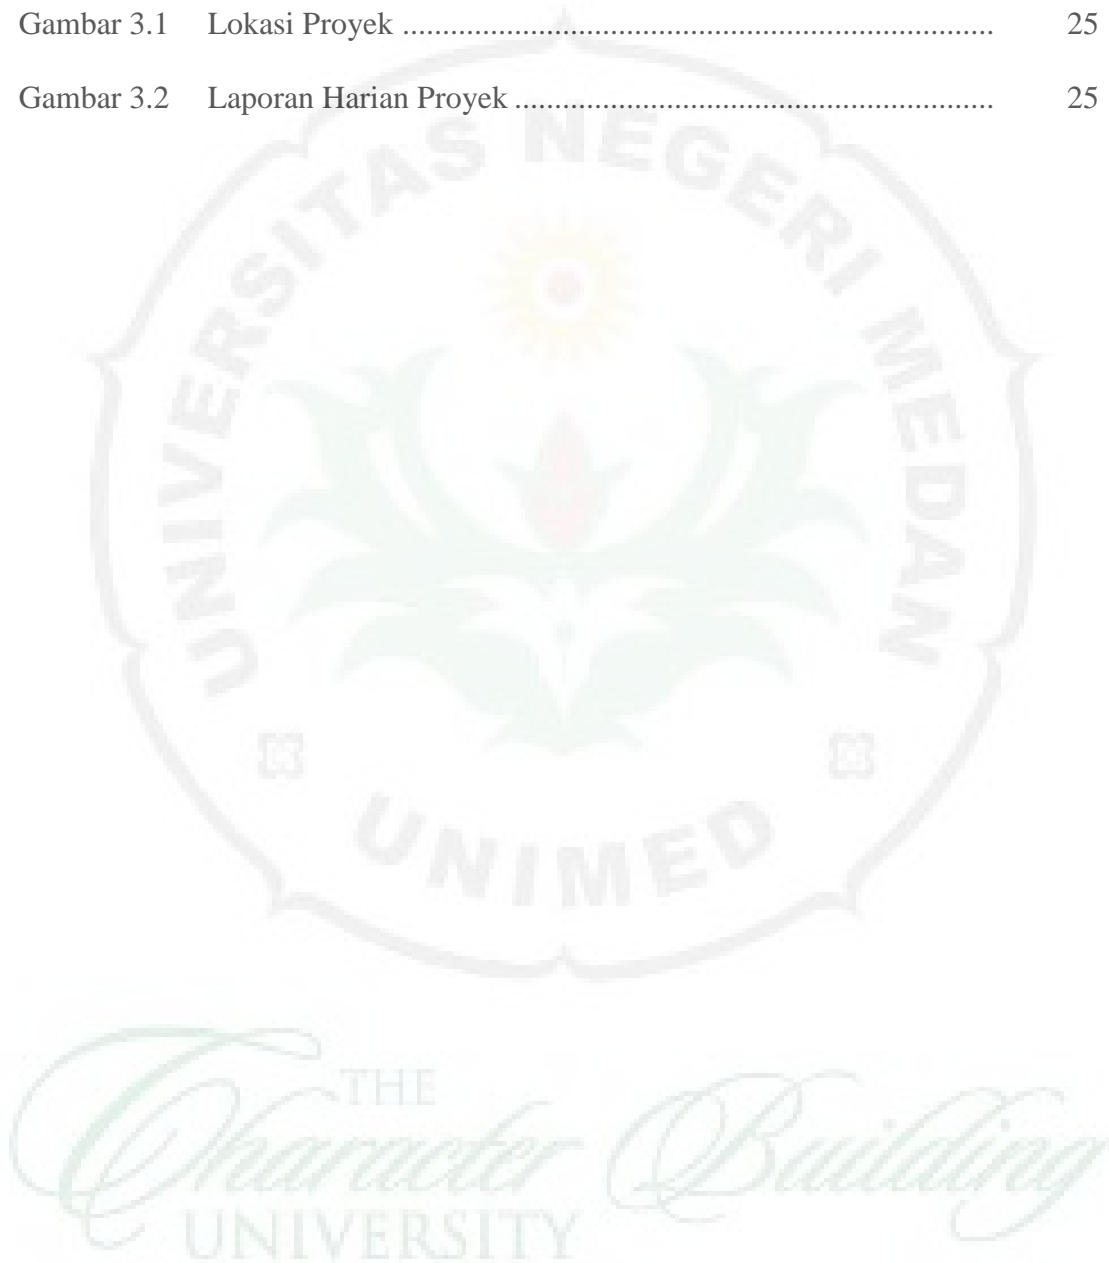 Gambar 3.1 Lokasi Proyek ............................................................................ 25
Gambar 3.2 Laporan Harian Proyek ............................................................. 25
UNIVERSITAS NEGERI MEDAN
UNIMED
THE
Character Building
UNIVERSITY